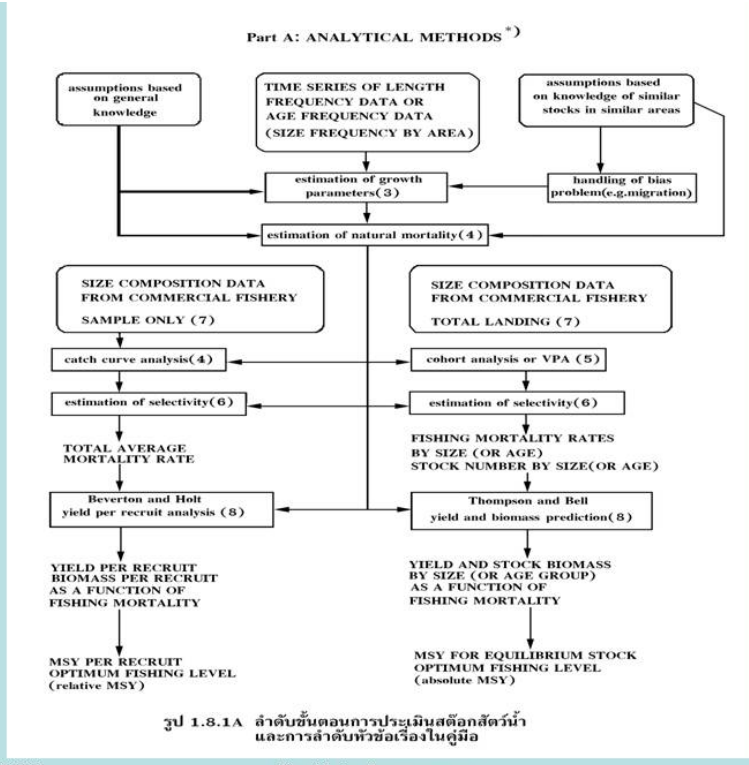 Part A: ANALYTICAL METHODS*)
assumptions based
on general
knowledge
TIME SERIES OF LENGTH
FREQUENCY DATA OR
AGE FREQUENCY DATA
(SIZE FREQUENCY BY AREA)
assumptions based
on knowledge of similar
stocks in similar areas
estimation of growth
parameters(3)
handling of bias
problem(e.g.migration)
estimation of natural mortality(4)
SIZE COMPOSITION DATA
FROM COMMERCIAL FISHERY
SAMPLE ONLY (7)
SIZE COMPOSITION DATA
FROM COMMERCIAL FISHERY
TOTAL LANDING (7)
catch curve analysis(4)
cohort analysis or VPA (5)
estimation of selectivity(6)
estimation of selectivity(6)
TOTAL AVERAGE
MORTALITY RATE
FISHING MORTALITY RATES
BY SIZE (OR AGE)
STOCK NUMBER BY SIZE(OR AGE)
Beverton and Holt
yield per recruit analysis (8)
Thompson and Bell
yield and biomass prediction(8)
YIELD PER RECRUIT
BIOMASS PER RECRUIT
AS A FUNCTION OF
FISHING MORTALITY
YIELD AND STOCK BIOMASS
BY SIZE (OR AGE GROUP)
AS A FUNCTION OF
FISHING MORTALITY
MSY PER RECRUIT
OPTIMUM FISHING LEVEL
(relative MSY)
MSY FOR EQUILIBRIUM STOCK
OPTIMUM FISHING LEVEL
(absolute MSY)
รูป 1.8.1A ลำดับขั้นตอนการประเมินสต๊อกสัตว์น้ำ
และการลำดับหัวข้อเรื่องในคู่มือ